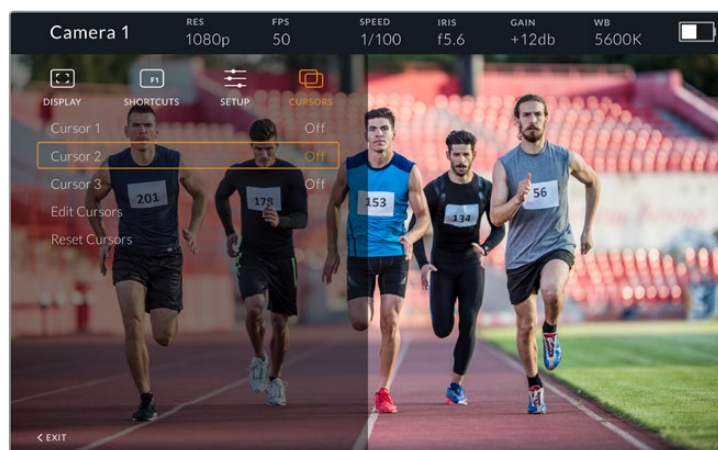 Camera 1
RES
1080p
FPS
50
SPEED
1/100
IRIS
f5.6
GAIN
+12db
WB
5600K
F1
DISPLAY
SHORTCUTS
SETUP
CURSORS
Cursor 1 Off
Cursor 2 Off
Cursor 3 Off
Edit Cursors
Reset Cursors
201
178
153
134
56
< EXIT